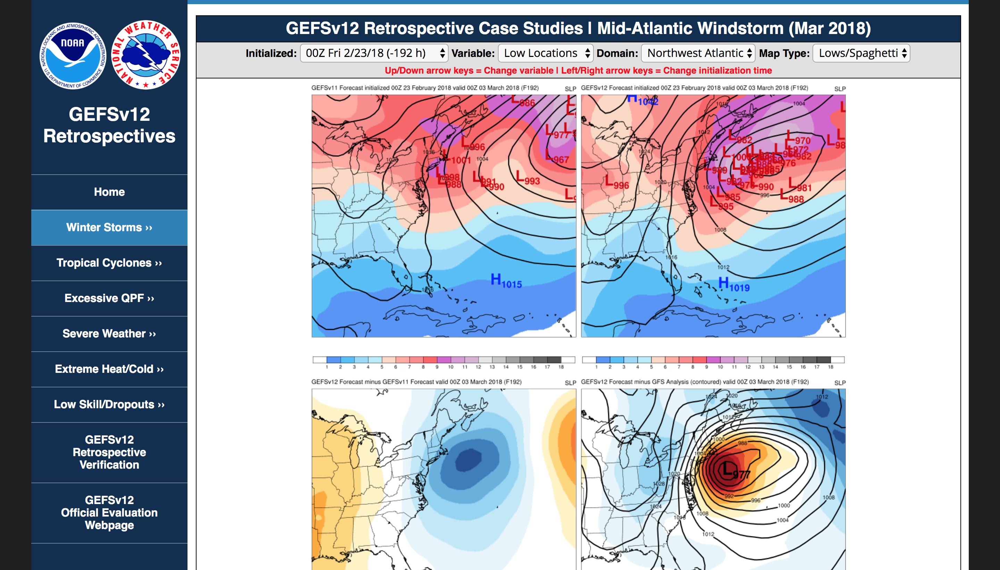 NATIONAL OCEANIC AND ATMOSPHERIC ADMINISTRATION
NOAA
U.S. DEPARTMENT OF COMMERCE
NATIONAL WEATHER SERVICE
GEFSv12
Retrospectives
Home
Winter Storms ››
Tropical Cyclones ››
Excessive QPF ››
Severe Weather ››
Extreme Heat/Cold ››
Low Skill/Dropouts ››
GEFSv12
Retrospective
Verification
GEFSv12
Official Evaluation
Webpage
GEFSv12 Retrospective Case Studies | Mid-Atlantic Windstorm (Mar 2018)
Initialized: 00Z Fri 2/23/18 (-192 h) Variable: Low Locations Domain: Northwest Atlantic Map Type: Lows/Spaghetti
Up/Down arrow keys = Change variable | Left/Right arrow keys = Change initialization time
GEFSv11 Forecast initialized 00Z 23 February 2018 valid 00Z 03 March 2018 (F192) SLP
L986
L977
L996
1016
L1001
1004
L967
L998
L988
L991
L990
L993
H1015
1016
1 2 3 4 5 6 7 8 9 10 11 12 13 14 15 16 17 18
GEFSv12 Forecast initialized 00Z 23 February 2018 valid 00Z 03 March 2018 (F192) SLP
H1042
1016
1004
1012
L982
L970
L972
L982
1024
L976
L989
L996
1020
1004
L990
L981
L985
996
L988
L995
1008
1016
1012
H1019
1 2 3 4 5 6 7 8 9 10 11 12 13 14 15 16 17 18
GEFSv12 Forecast minus GEFSv11 Forecast valid 00Z 03 March 2018 (F192) SLP
GEFSv12 Forecast minus GFS Analysis (contoured) valid 00Z 03 March 2018 (F192) SLP
1024
1020
1016
1012
1012
1000
988
1004
L977
1020
1028
992
996
1008
1000
1024
1008
1016
1004
1012